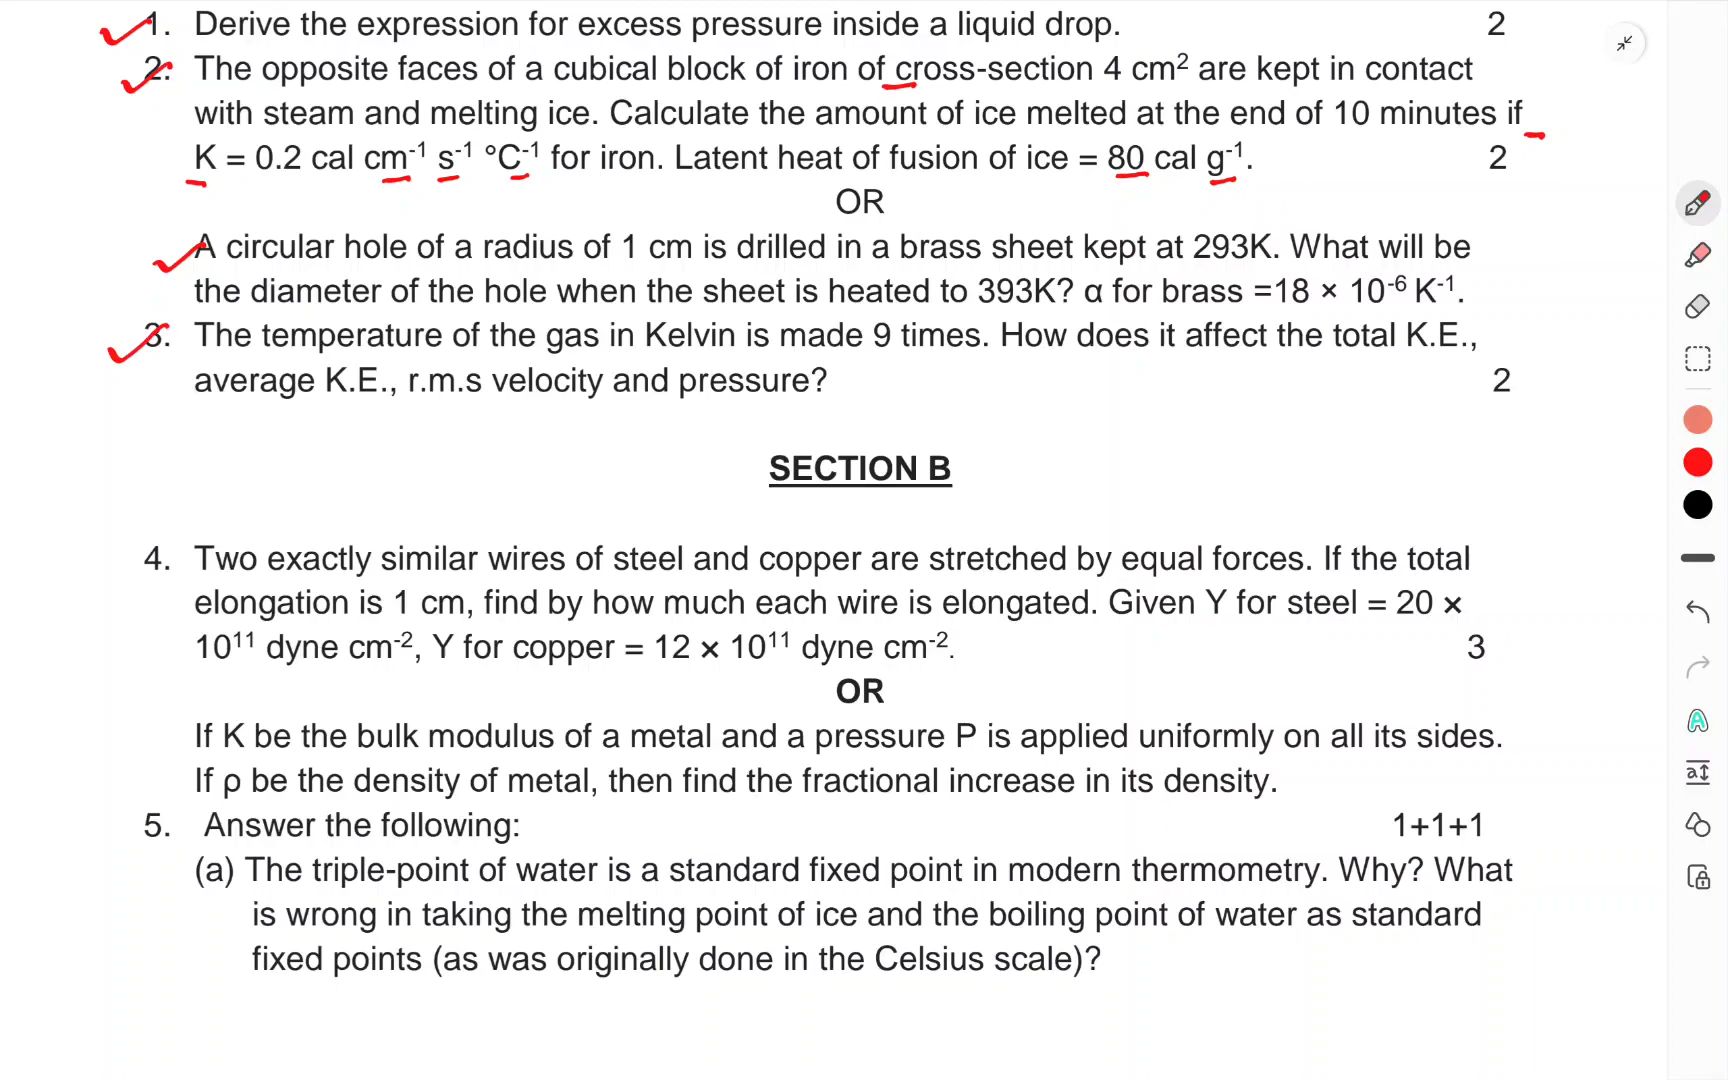 1. Derive the expression for excess pressure inside a liquid drop. 2
2. The opposite faces of a cubical block of iron of cross-section 4 cm² are kept in contact
with steam and melting ice. Calculate the amount of ice melted at the end of 10 minutes if
K = 0.2 cal cm⁻¹ s⁻¹ °C⁻¹ for iron. Latent heat of fusion of ice = 80 cal g⁻¹. 2
OR
A circular hole of a radius of 1 cm is drilled in a brass sheet kept at 293K. What will be
the diameter of the hole when the sheet is heated to 393K? α for brass =18 × 10⁻⁶ K⁻¹.
3. The temperature of the gas in Kelvin is made 9 times. How does it affect the total K.E.,
average K.E., r.m.s velocity and pressure? 2
SECTION B
4. Two exactly similar wires of steel and copper are stretched by equal forces. If the total
elongation is 1 cm, find by how much each wire is elongated. Given Y for steel = 20 ×
10¹¹ dyne cm⁻², Y for copper = 12 × 10¹¹ dyne cm⁻². 3
OR
If K be the bulk modulus of a metal and a pressure P is applied uniformly on all its sides.
If ρ be the density of metal, then find the fractional increase in its density.
5. Answer the following: 1+1+1
(a) The triple-point of water is a standard fixed point in modern thermometry. Why? What
is wrong in taking the melting point of ice and the boiling point of water as standard
fixed points (as was originally done in the Celsius scale)?